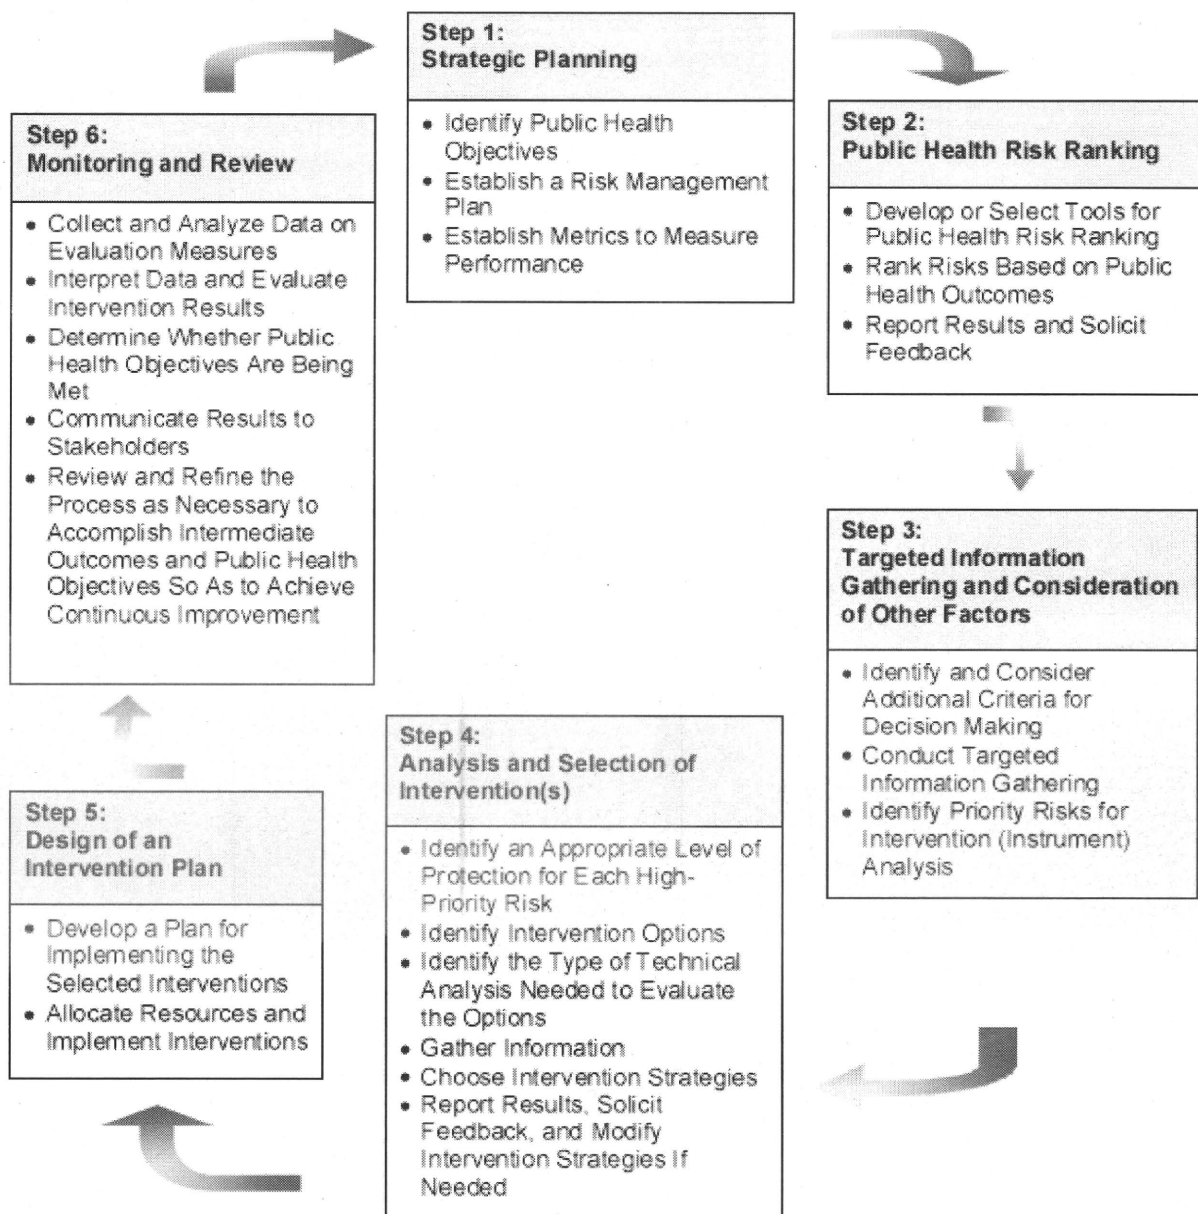 Step 1:
Strategic Planning
• Identify Public Health
Objectives
• Establish a Risk Management
Plan
• Establish Metrics to Measure
Performance
Step 2:
Public Health Risk Ranking
• Develop or Select Tools for
Public Health Risk Ranking
• Rank Risks Based on Public
Health Outcomes
• Report Results and Solicit
Feedback
Step 3:
Targeted Information
Gathering and Consideration
of Other Factors
• Identify and Consider
Additional Criteria for
Decision Making
• Conduct Targeted
Information Gathering
• Identify Priority Risks for
Intervention (Instrument)
Analysis
Step 4:
Analysis and Selection of
Intervention(s)
• Identify an Appropriate Level of
Protection for Each High-
Priority Risk
• Identify Intervention Options
• Identify the Type of Technical
Analysis Needed to Evaluate
the Options
• Gather Information
• Choose Intervention Strategies
• Report Results, Solicit
Feedback, and Modify
Intervention Strategies If
Needed
Step 5:
Design of an
Intervention Plan
• Develop a Plan for
Implementing the
Selected Interventions
• Allocate Resources and
Implement Interventions
Step 6:
Monitoring and Review
• Collect and Analyze Data on
Evaluation Measures
• Interpret Data and Evaluate
Intervention Results
• Determine Whether Public
Health Objectives Are Being
Met
• Communicate Results to
Stakeholders
• Review and Refine the
Process as Necessary to
Accomplish Intermediate
Outcomes and Public Health
Objectives So As to Achieve
Continuous Improvement